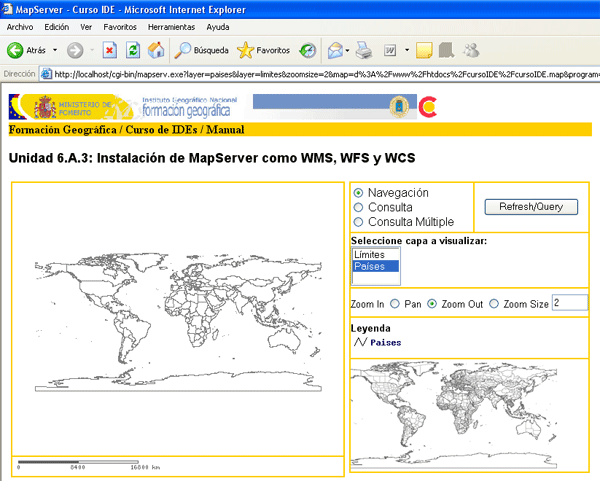 MapServer - Curso IDE - Microsoft Internet Explorer
Archivo Edición Ver Favoritos Herramientas Ayuda
Atrás Búsqueda Favoritos
Dirección http://localhost/cgi-bin/mapserv.exe?layer=paises&layer=limites&zoomsize=2&map=d%3A%2Fwww%2Fhtdocs%2FcursoIDE%2FcursoIDE.map&program=
MINISTERIO DE FOMENTO
Instituto Geográfico Nacional
formación geográfica
Formación Geográfica / Curso de IDEs / Manual
Unidad 6.A.3: Instalación de MapServer como WMS, WFS y WCS
Navegación
Consulta
Consulta Múltiple
Refresh/Query
Seleccione capa a visualizar:
Límites
Países
Zoom In Pan Zoom Out Zoom Size 2
Leyenda
Paises
0 8400 16800 km